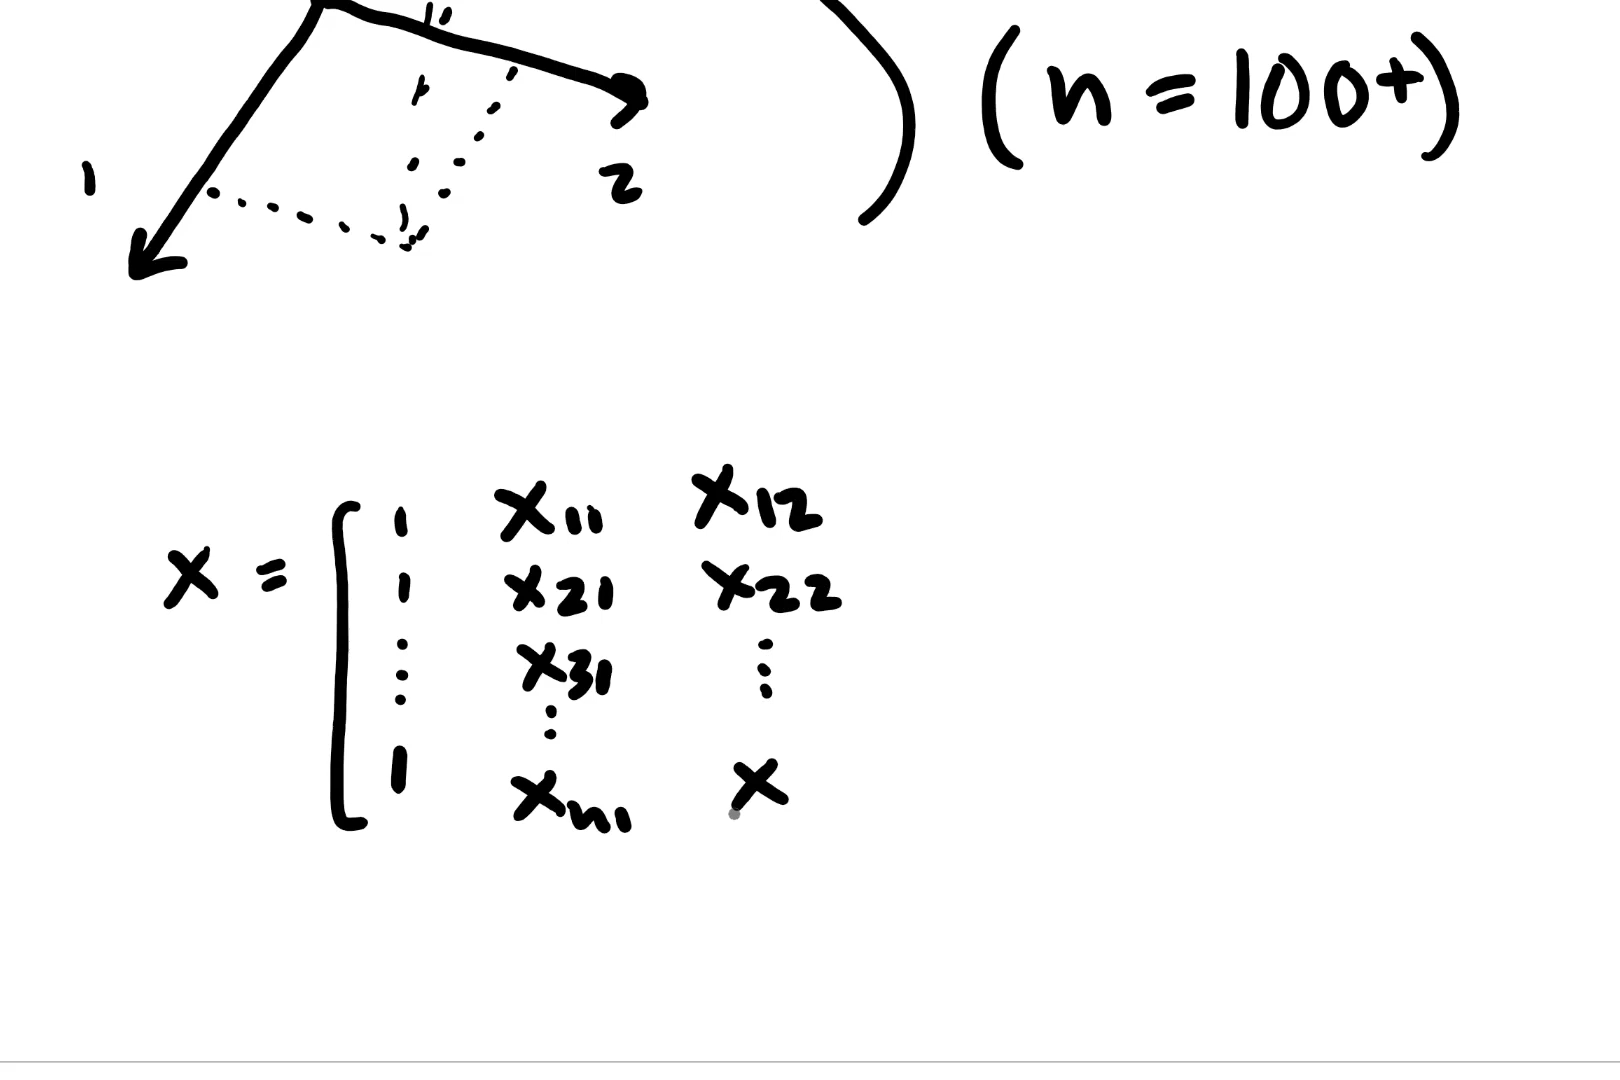 (n = 100+)
1
2
1 x11 x12
x = [ 1 x21 x22
⋮ x31 ⋮
⋮
1 xn1 x